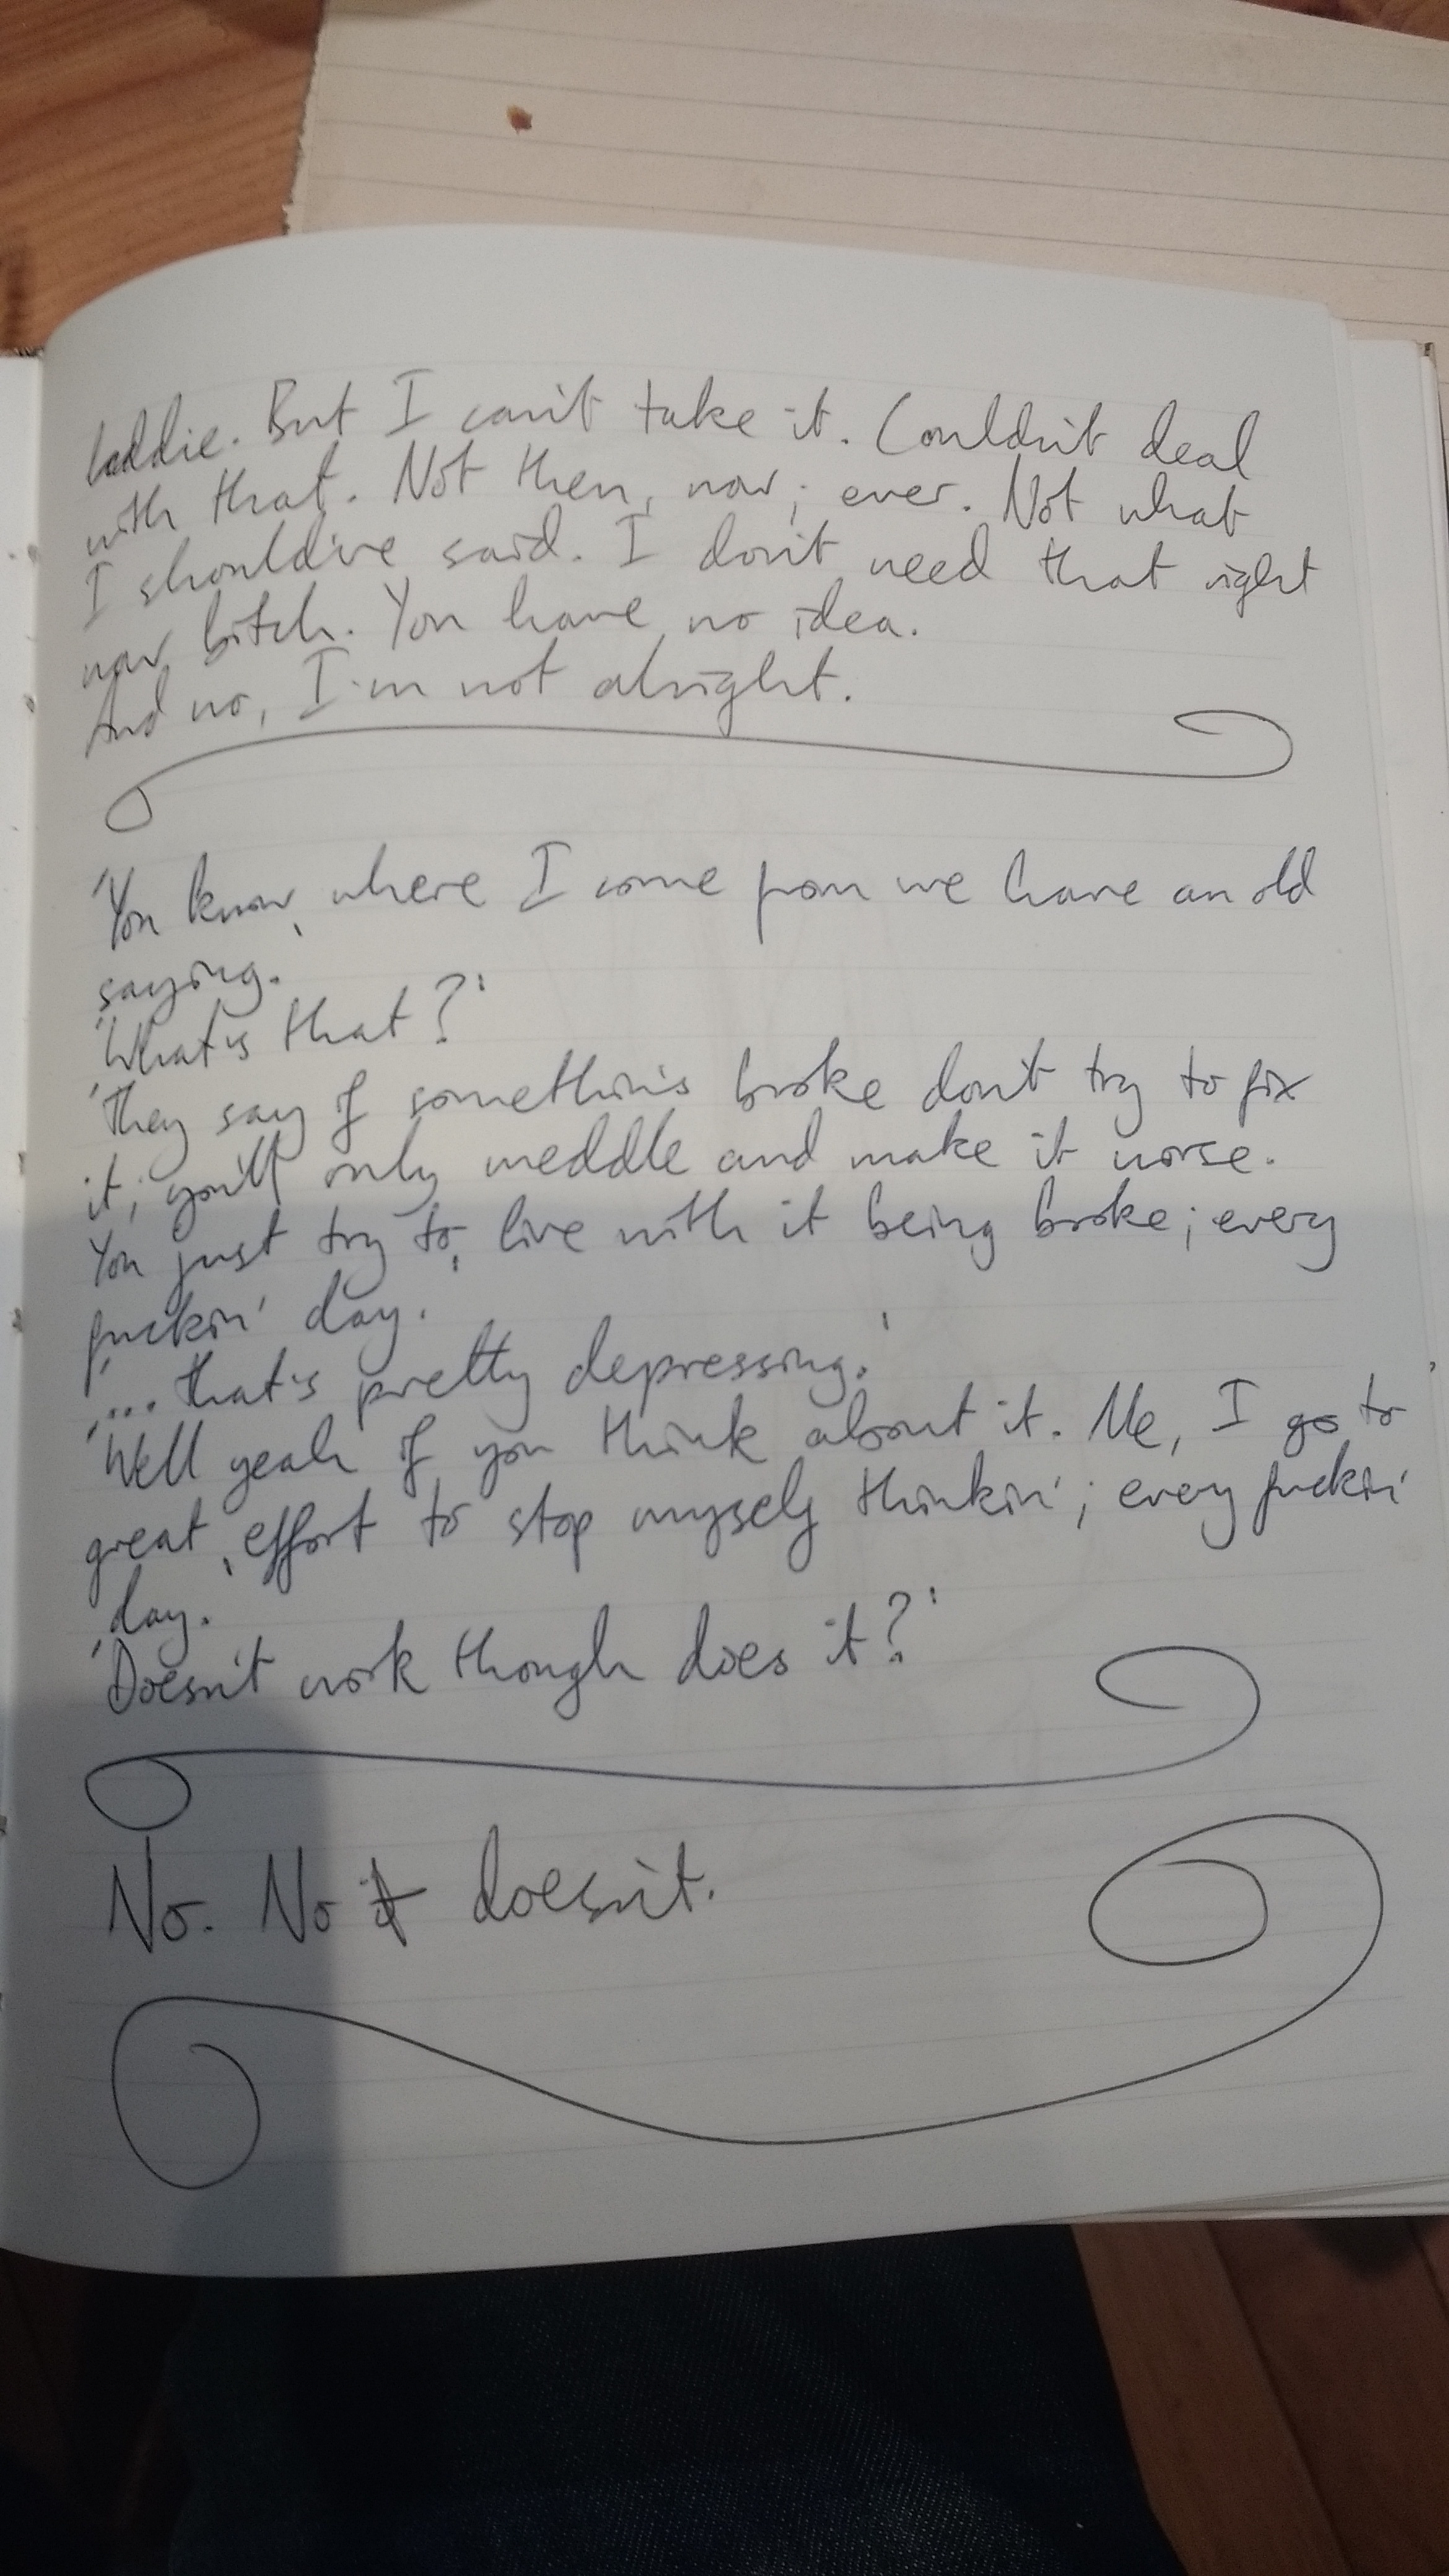 laddie. But I can't take it. Couldn't deal
with that. Not then, now; ever. Not what
I should've said. I don't need that right
now bitch. You have no idea.
And no, I'm not alright.
'You know, where I come from we have an old
saying.'
'What's that?'
'They say if something's broke don't try to fix
it; you'll only meddle and make it worse.
You just try to, live with it being broke; every
fuckin' day.'
'... that's pretty depressing.'
'Well yeah if you think about it. Me, I go to
great effort to stop myself thinkin'; every fuckin'
day.'
'Doesn't work though does it?'
No. No it doesn't.